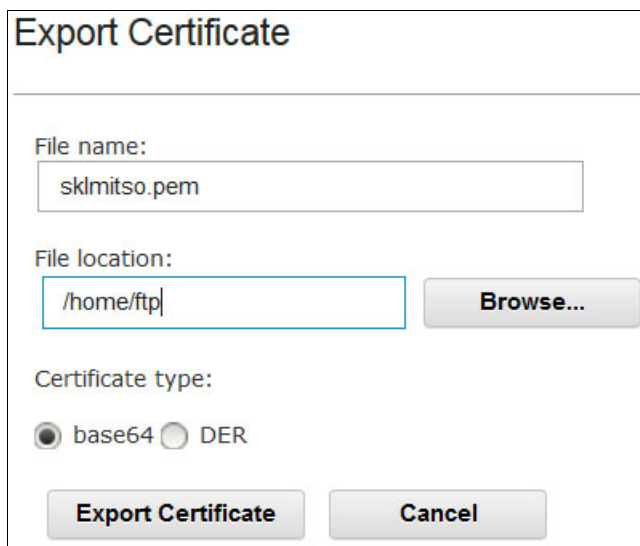 Export Certificate
File name:
sklmitso.pem
File location:
/home/ftp
Browse...
Certificate type:
base64 DER
Export Certificate Cancel